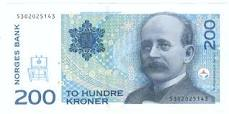 5302025143
200
NORGES BANK
200
TO HUNDRE
KRONER
5302025143